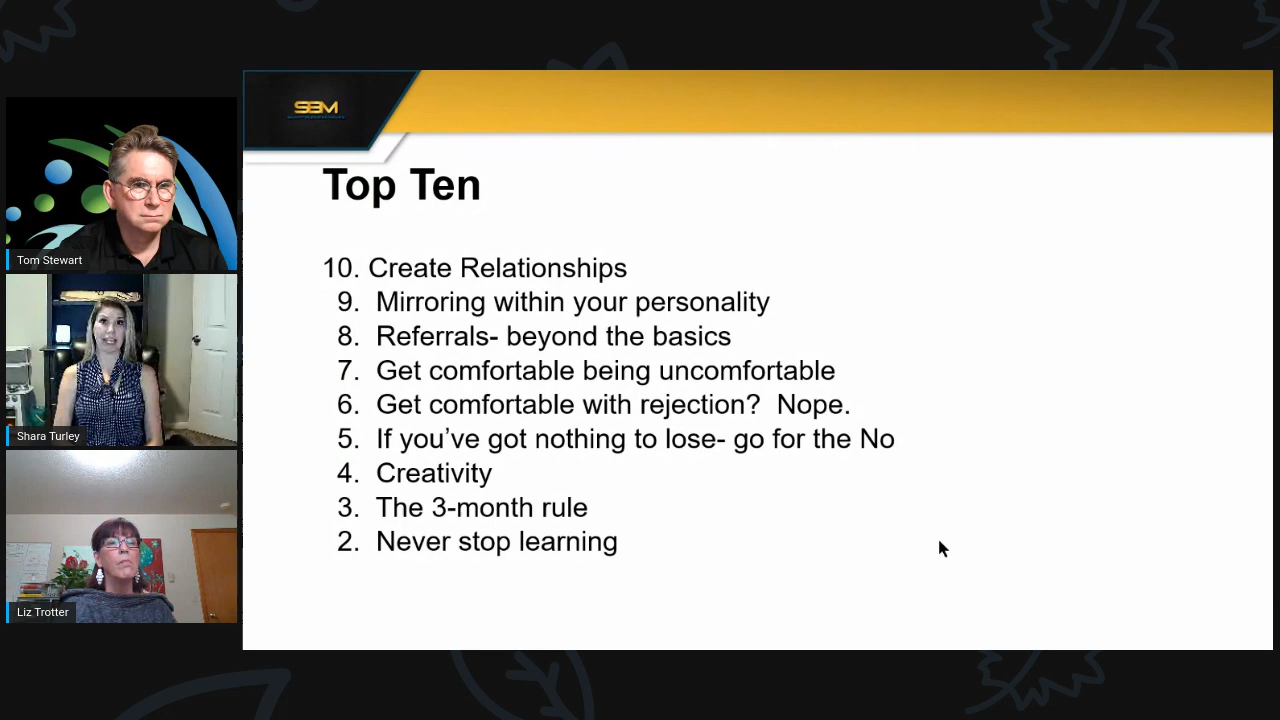 SBM
Top Ten
10. Create Relationships
9. Mirroring within your personality
8. Referrals- beyond the basics
7. Get comfortable being uncomfortable
6. Get comfortable with rejection? Nope.
5. If you’ve got nothing to lose- go for the No
4. Creativity
3. The 3-month rule
2. Never stop learning
Tom Stewart
Shara Turley
Liz Trotter